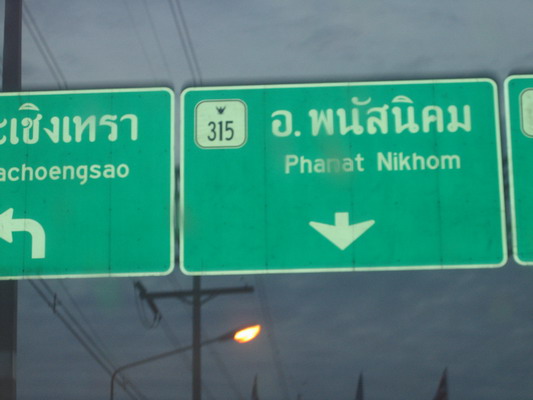 ะเชิงเทรา
achoengsao
315
อ.พนัสนิคม
Phanat Nikhom